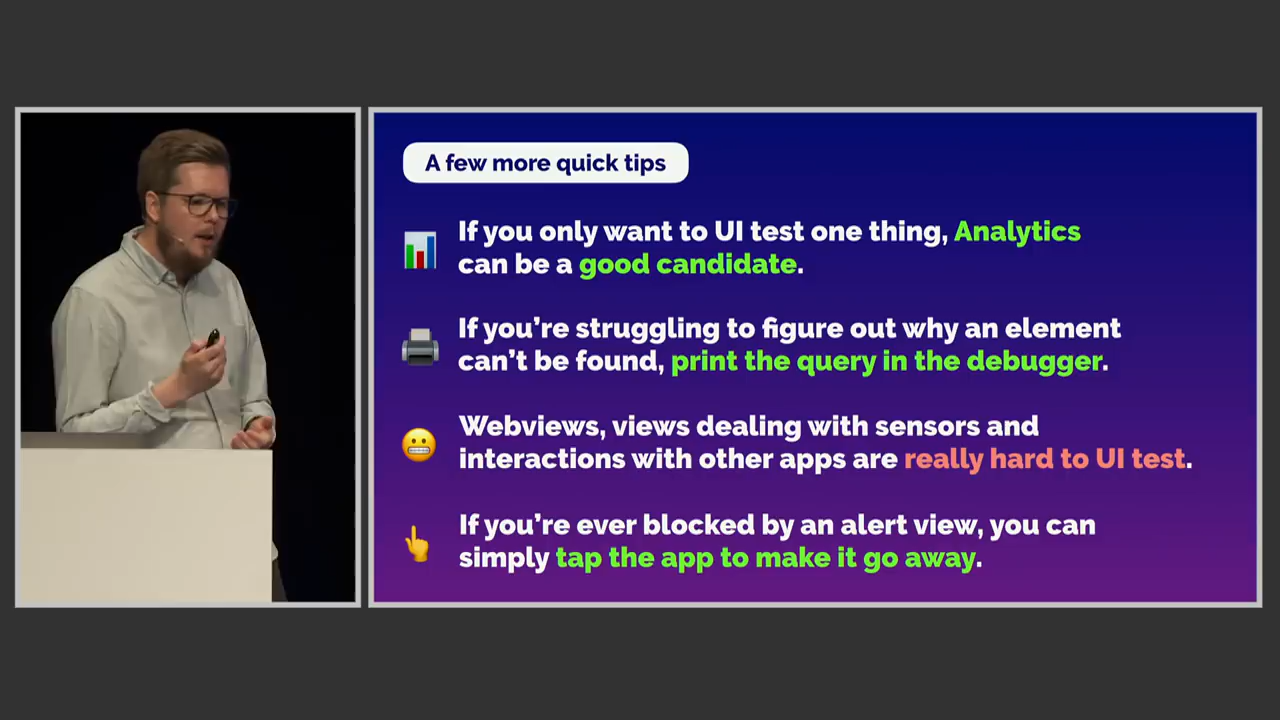 A few more quick tips
If you only want to UI test one thing, Analytics
can be a good candidate.
If you’re struggling to figure out why an element
can’t be found, print the query in the debugger.
Webviews, views dealing with sensors and
interactions with other apps are really hard to UI test.
If you’re ever blocked by an alert view, you can
simply tap the app to make it go away.